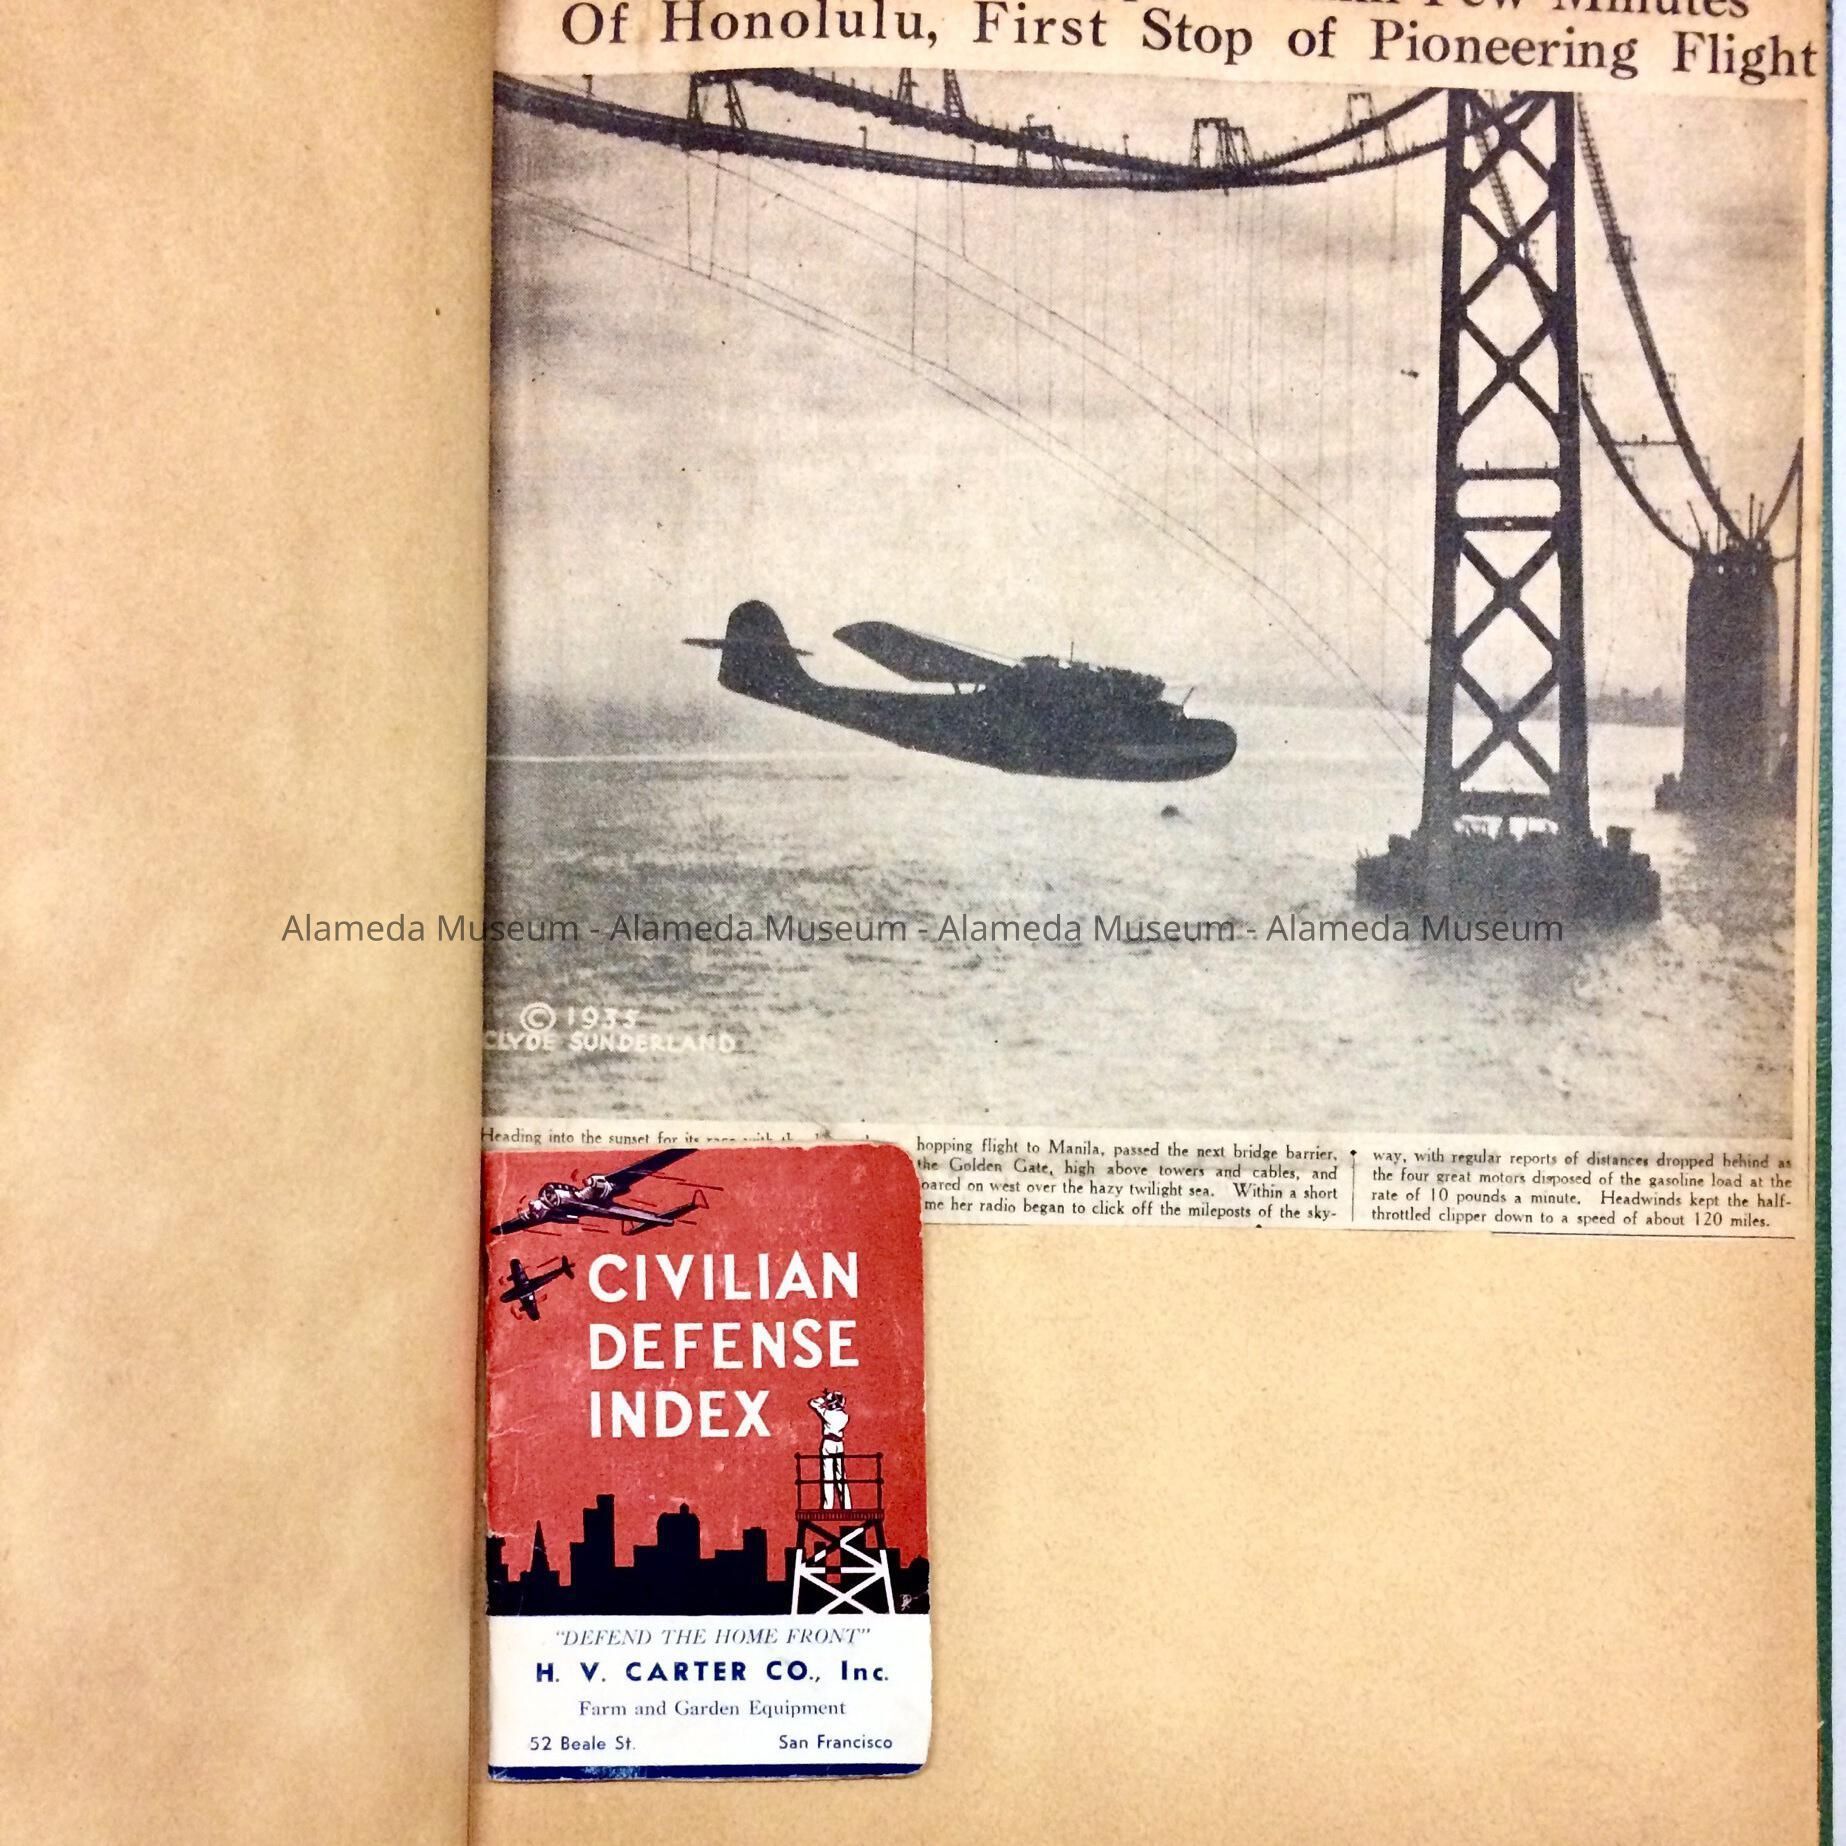 Few Minutes
Of Honolulu, First Stop of Pioneering Flight
© 1935
CLYDE SUNDERLAND
Heading into the sunset for its race with the
hopping flight to Manila, passed the next bridge barrier,
the Golden Gate, high above towers and cables, and
oared on west over the hazy twilight sea. Within a short
me her radio began to click off the mileposts of the sky-
way, with regular reports of distances dropped behind as
the four great motors disposed of the gasoline load at the
rate of 10 pounds a minute. Headwinds kept the half-
throttled clipper down to a speed of about 120 miles.
CIVILIAN
DEFENSE
INDEX
"DEFEND THE HOME FRONT"
H. V. CARTER CO., Inc.
Farm and Garden Equipment
52 Beale St. San Francisco
Alameda Museum - Alameda Museum - Alameda Museum - Alameda Museum